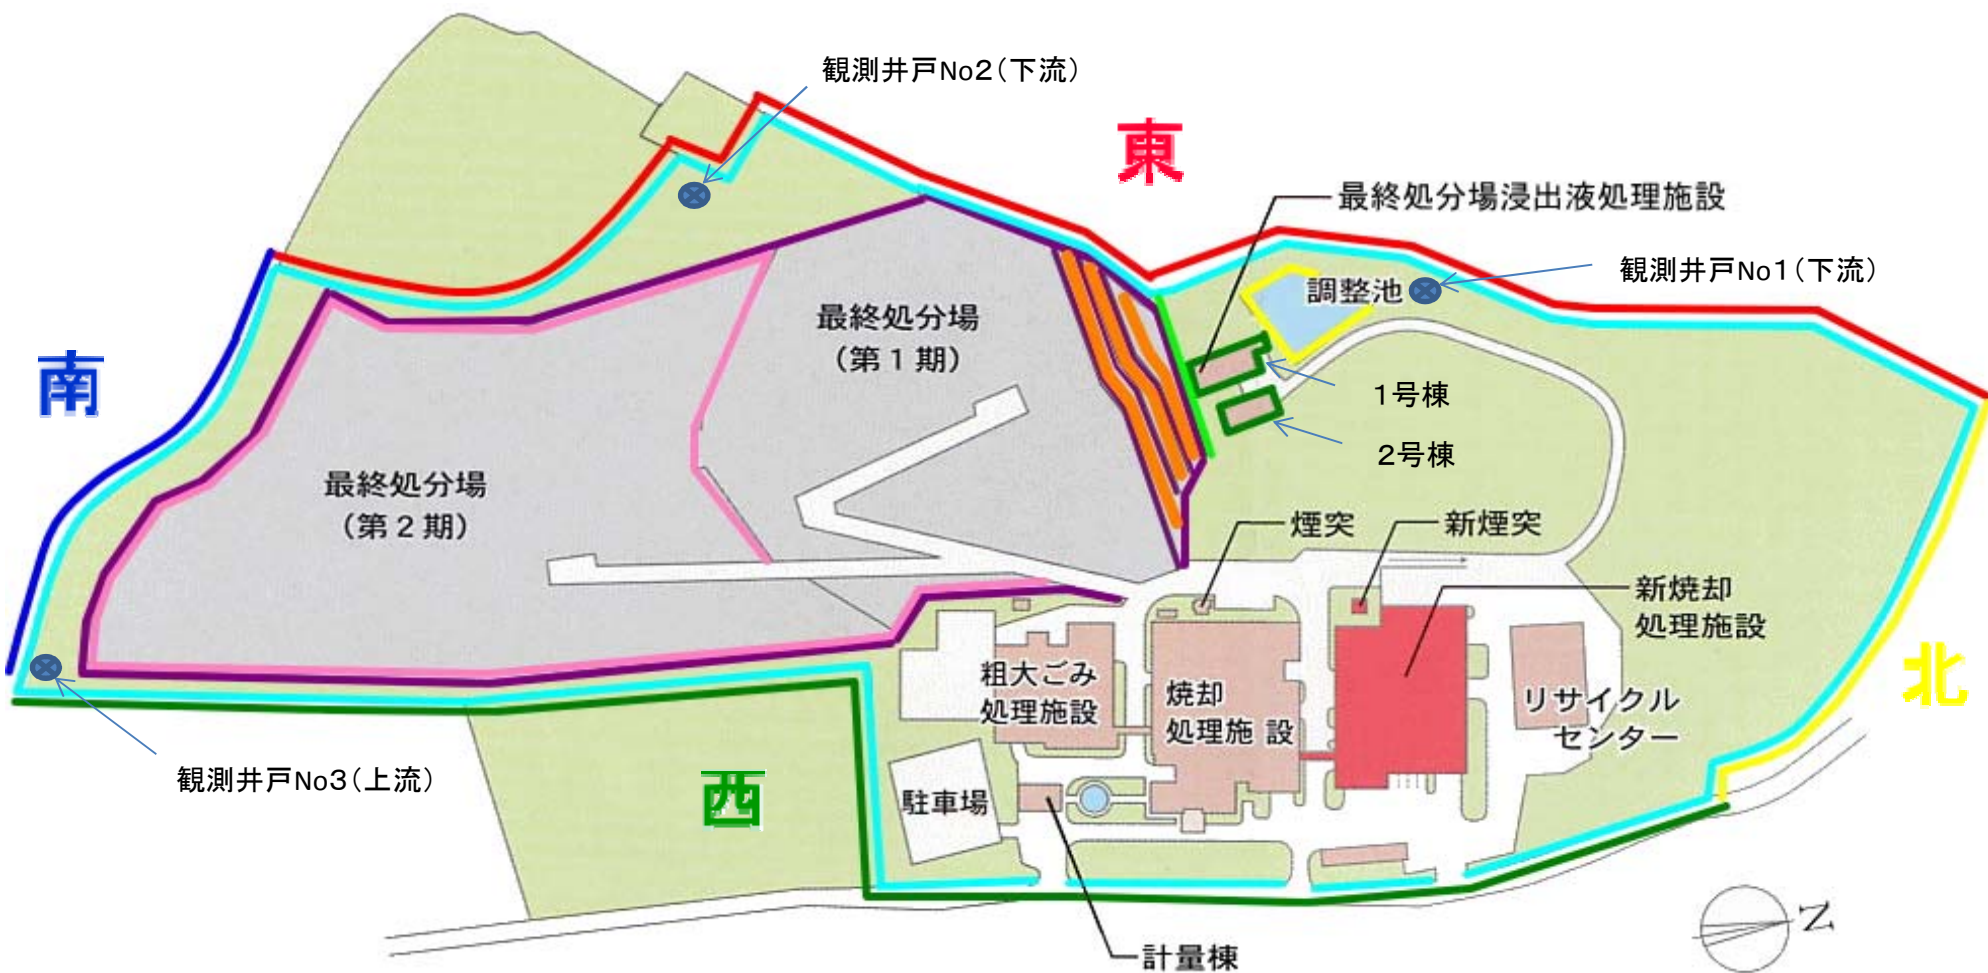 観測井戸No2（下流）
東
最終処分場浸出液処理施設
観測井戸No1（下流）
調整池
最終処分場
（第１期）
南
1号棟
2号棟
最終処分場
（第２期）
煙突
新煙突
新焼却
処理施設
北
粗大ごみ
処理施設
焼却
処理施 設
リサイクル
センター
観測井戸No3（上流）
西
駐車場
計量棟
N